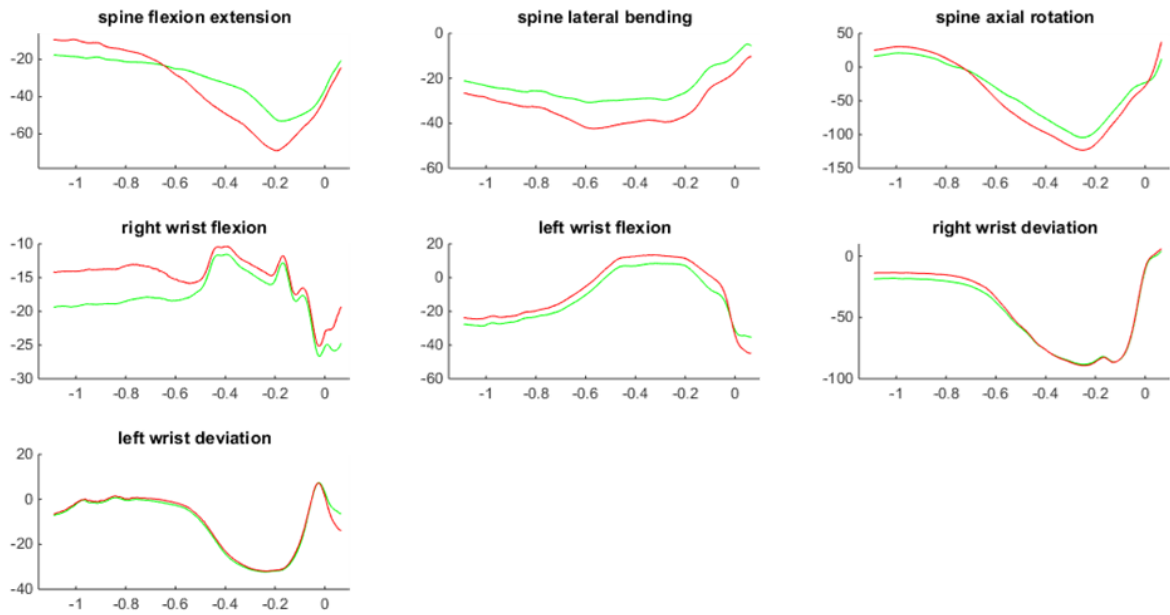 spine flexion extension
-20
-40
-60
-1 -0.8 -0.6 -0.4 -0.2 0
spine lateral bending
0
-20
-40
-60
-1 -0.8 -0.6 -0.4 -0.2 0
spine axial rotation
50
0
-50
-100
-150
-1 -0.8 -0.6 -0.4 -0.2 0
right wrist flexion
-10
-15
-20
-25
-30
-1 -0.8 -0.6 -0.4 -0.2 0
left wrist flexion
20
0
-20
-40
-60
-1 -0.8 -0.6 -0.4 -0.2 0
right wrist deviation
0
-50
-100
-1 -0.8 -0.6 -0.4 -0.2 0
left wrist deviation
20
0
-20
-40
-1 -0.8 -0.6 -0.4 -0.2 0